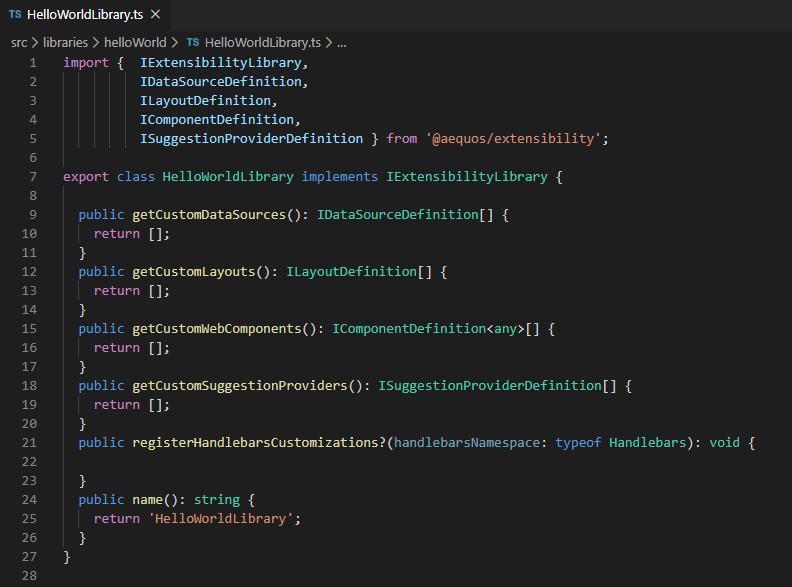 TS HelloWorldLibrary.ts ×
src > libraries > helloWorld > TS HelloWorldLibrary.ts > ...
1 import {  IExtensibilityLibrary,
2           IDataSourceDefinition,
3           ILayoutDefinition,
4           IComponentDefinition,
5           ISuggestionProviderDefinition } from '@aequos/extensibility';
6
7 export class HelloWorldLibrary implements IExtensibilityLibrary {
8
9   public getCustomDataSources(): IDataSourceDefinition[] {
10     return [];
11   }
12   public getCustomLayouts(): ILayoutDefinition[] {
13     return [];
14   }
15   public getCustomWebComponents(): IComponentDefinition<any>[] {
16     return [];
17   }
18   public getCustomSuggestionProviders(): ISuggestionProviderDefinition[] {
19     return [];
20   }
21   public registerHandlebarsCustomizations?(handlebarsNamespace: typeof Handlebars): void {
22
23   }
24   public name(): string {
25     return 'HelloWorldLibrary';
26   }
27 }
28